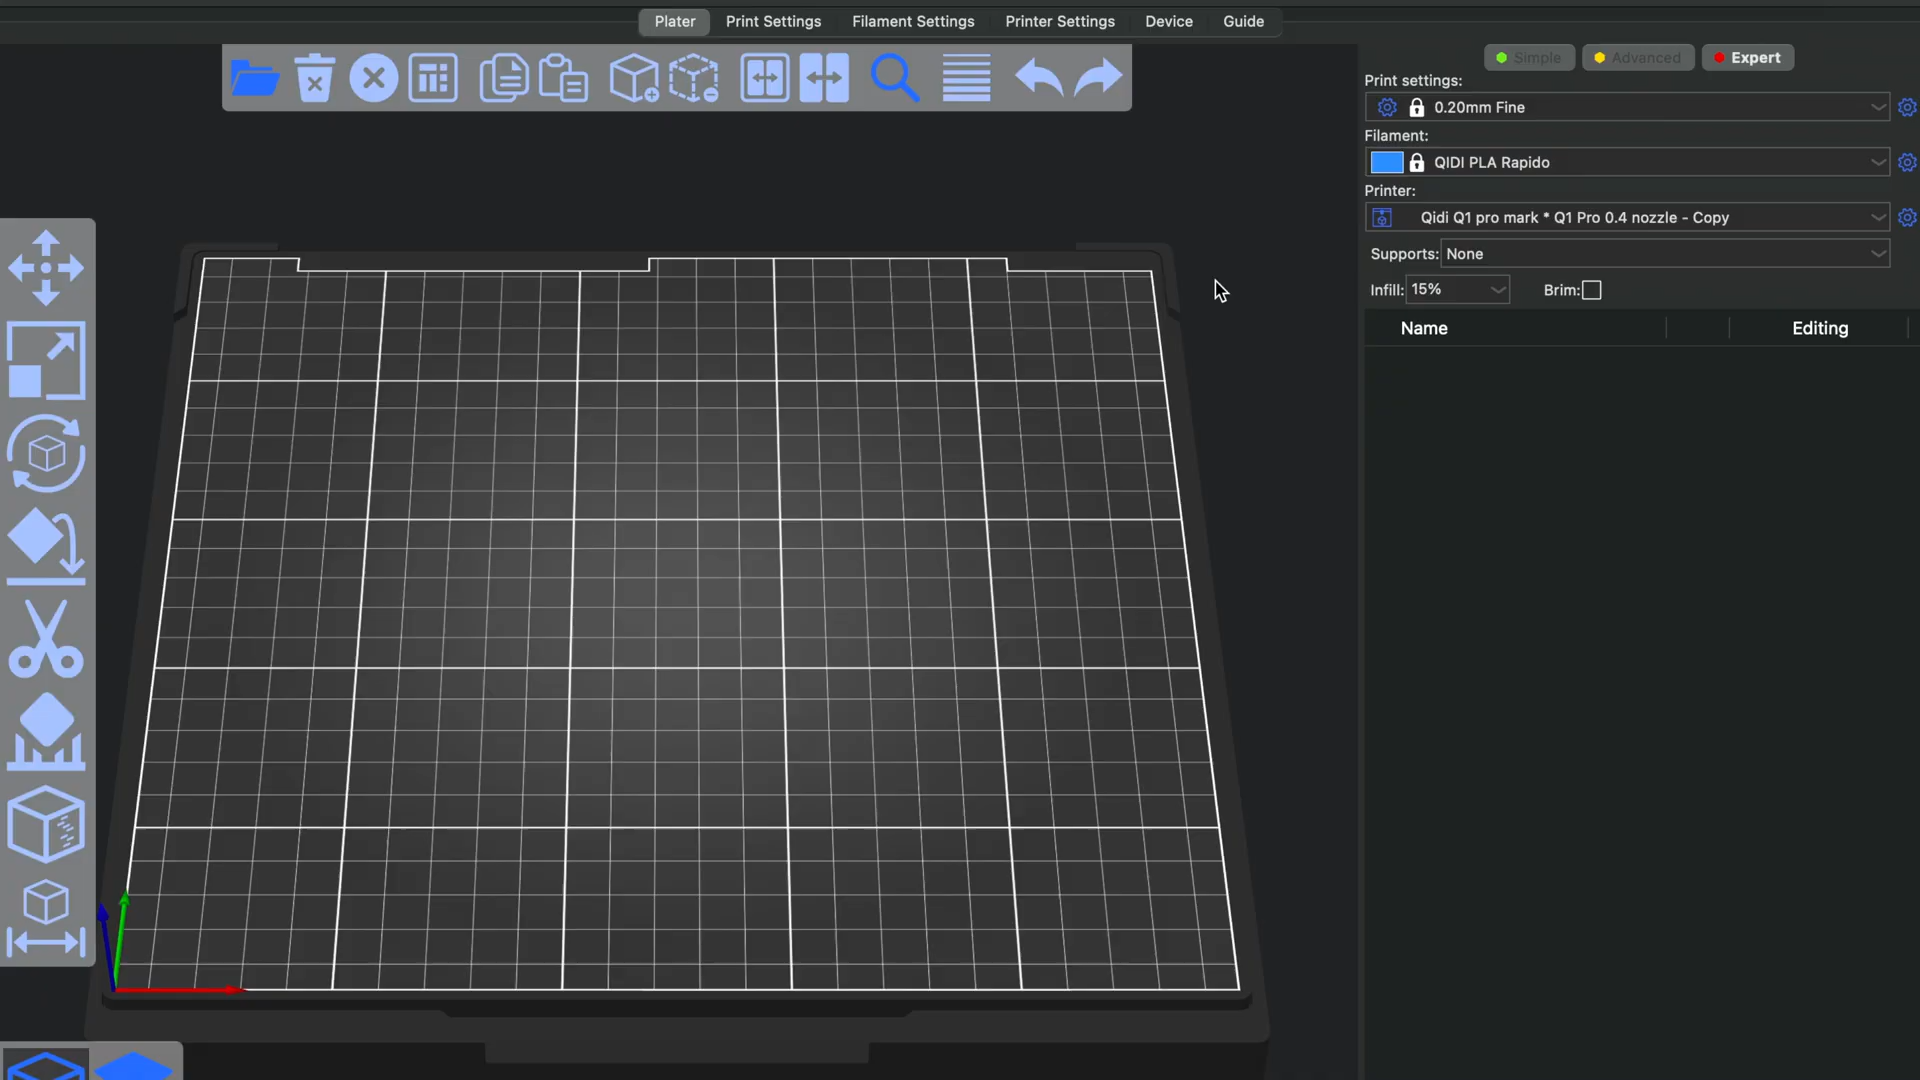 Plater Print Settings Filament Settings Printer Settings Device Guide
Simple Advanced Expert
Print settings:
0.20mm Fine
Filament:
QIDI PLA Rapido
Printer:
Qidi Q1 pro mark * Q1 Pro 0.4 nozzle - Copy
Supports: None
Infill: 15% Brim:
Name Editing